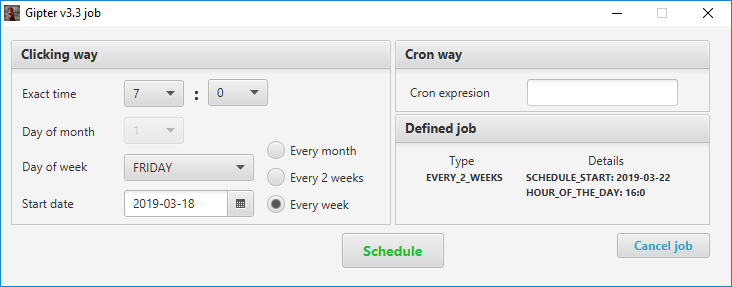 Gipter v3.3 job
Clicking way
Exact time 7 : 0
Day of month 1
Day of week FRIDAY
Start date 2019-03-18
Every month
Every 2 weeks
Every week
Cron way
Cron expresion
Defined job
Type Details
EVERY_2_WEEKS SCHEDULE_START: 2019-03-22
HOUR_OF_THE_DAY: 16:0
Schedule
Cancel job